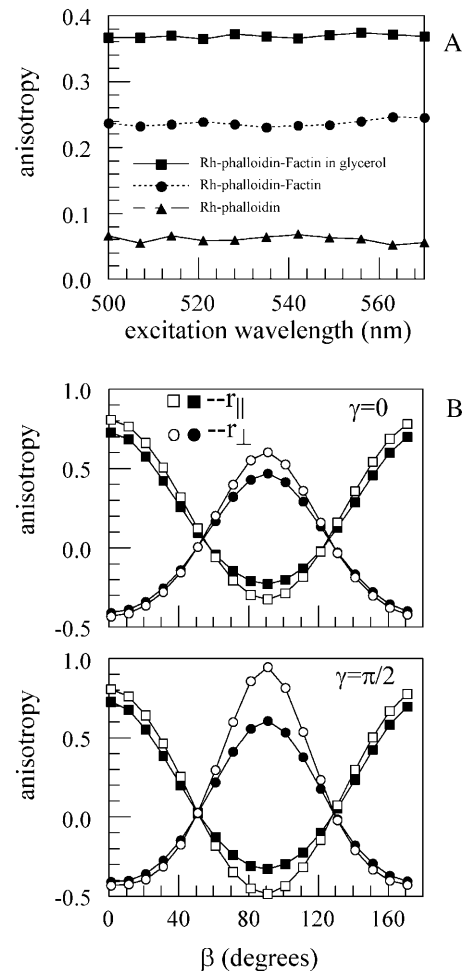 0.4
A
0.3
0.2
0.1
0.0
anisotropy
Rh-phalloidin-Factin in glycerol
Rh-phalloidin-Factin
Rh-phalloidin
500 520 540 560
excitation wavelength (nm)
B
1.0
0.5
0.0
-0.5
anisotropy
--r∥
--r⊥
γ=0
1.0
0.5
0.0
-0.5
anisotropy
γ=π/2
0 40 80 120 160
β (degrees)